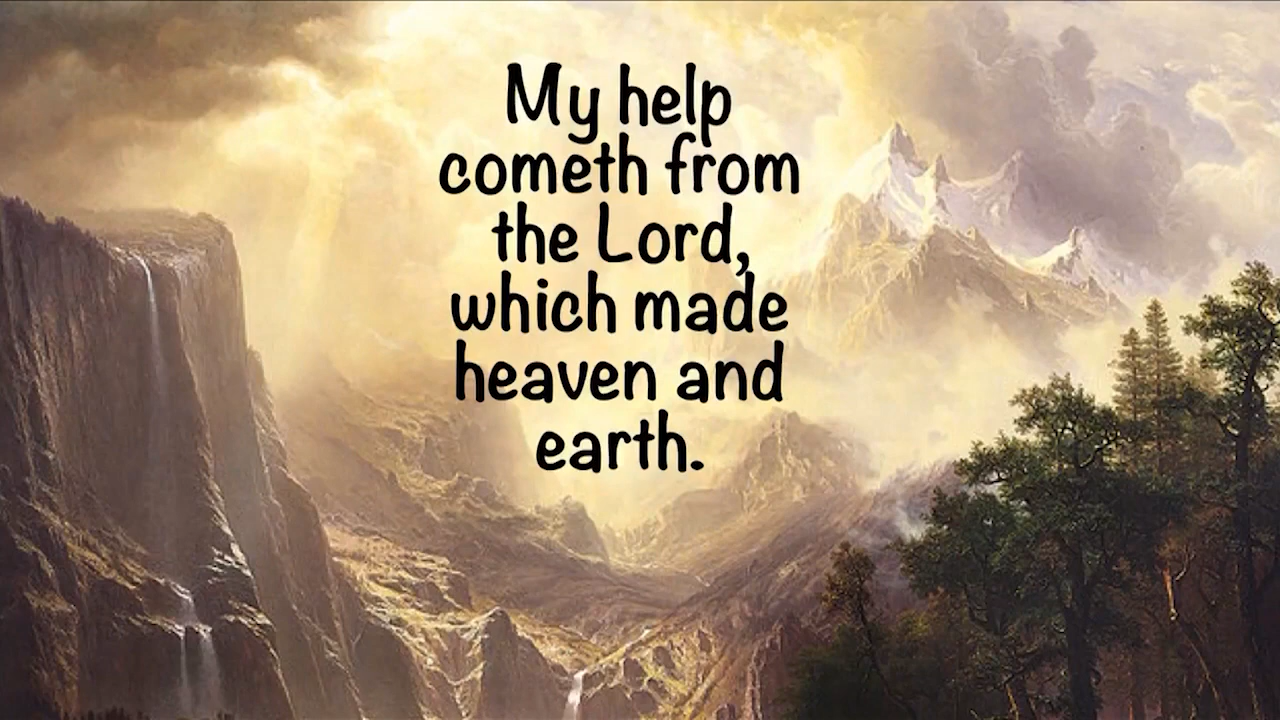 My help
cometh from
the Lord,
which made
heaven and
earth.